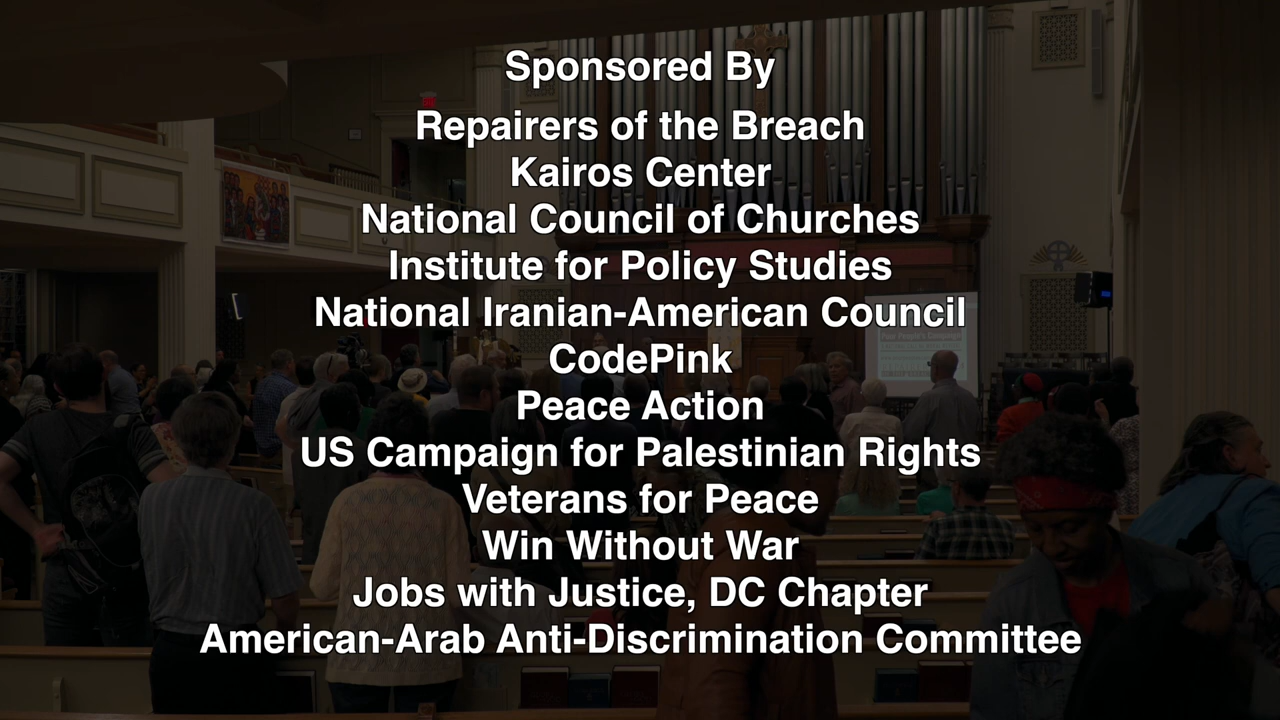 Sponsored By
Repairers of the Breach
Kairos Center
National Council of Churches
Institute for Policy Studies
National Iranian-American Council
CodePink
Peace Action
US Campaign for Palestinian Rights
Veterans for Peace
Win Without War
Jobs with Justice, DC Chapter
American-Arab Anti-Discrimination Committee